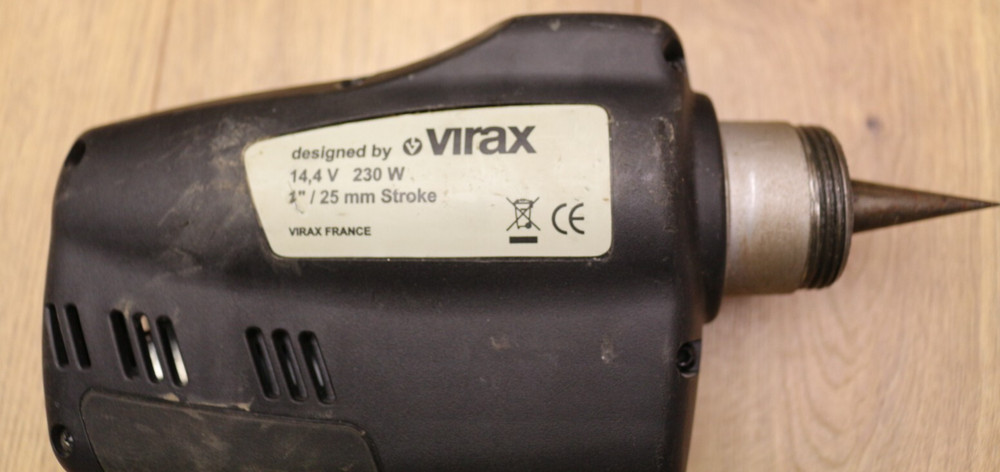 designed by virax
14,4 V 230 W
1" / 25 mm Stroke
VIRAX FRANCE
CE